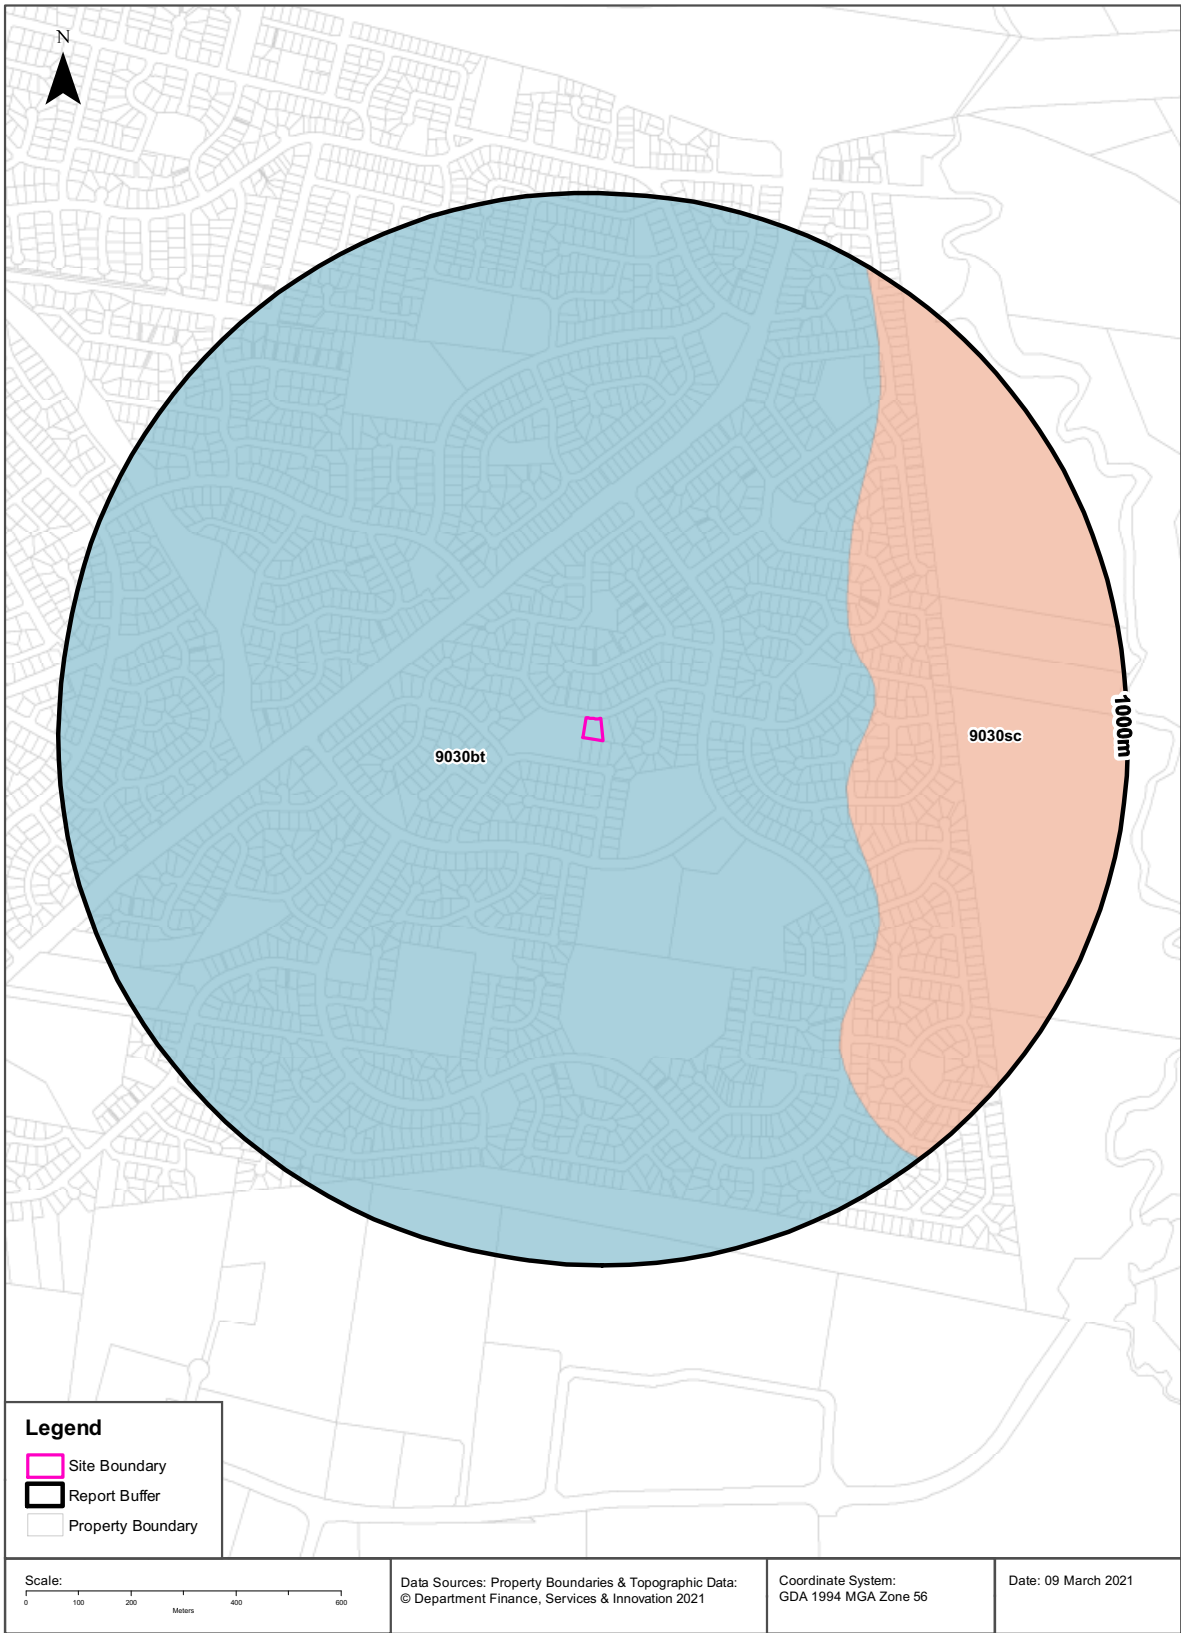 N
1000m
9030bt
9030sc
Legend
Site Boundary
Report Buffer
Property Boundary
Scale:
0 100 200 400 600
Meters
Data Sources: Property Boundaries & Topographic Data:
© Department Finance, Services & Innovation 2021
Coordinate System:
GDA 1994 MGA Zone 56
Date: 09 March 2021